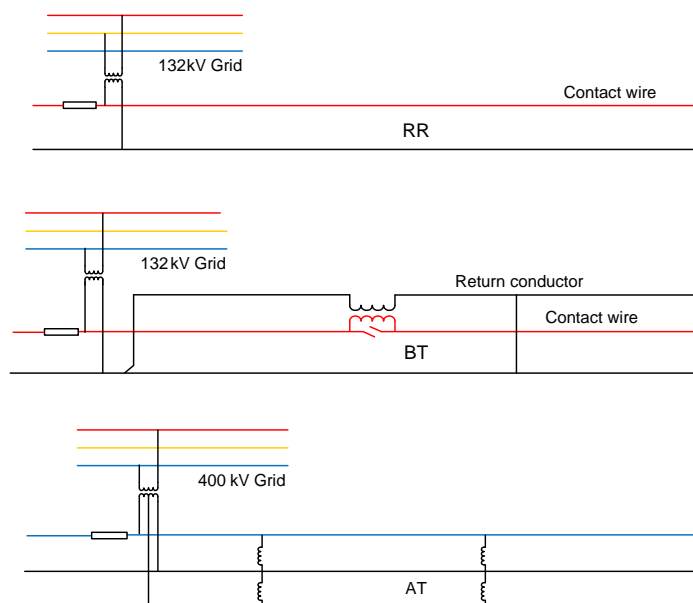 132kV Grid
Contact wire
RR
132kV Grid
Return conductor
Contact wire
BT
400 kV Grid
AT